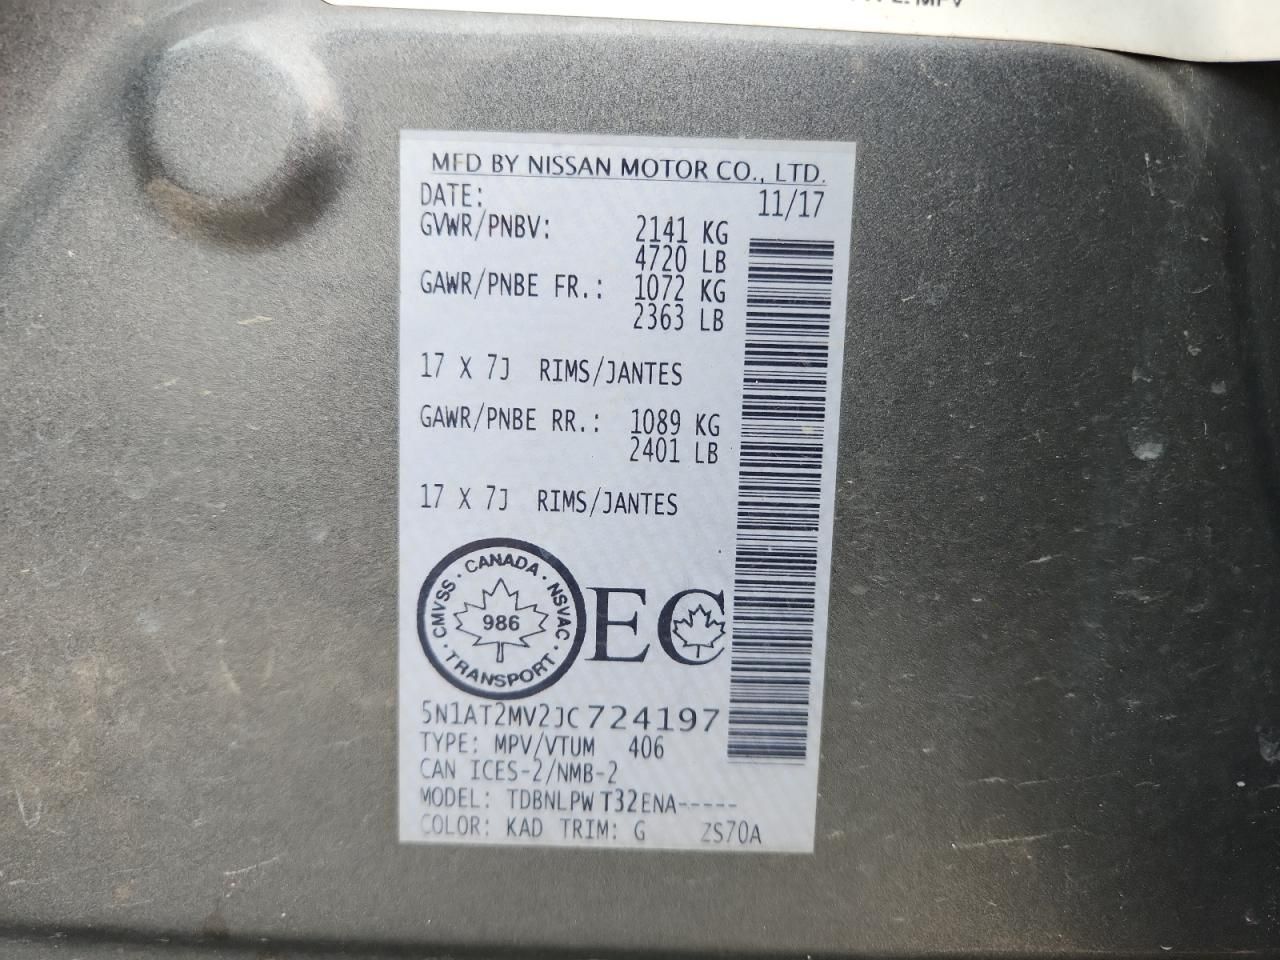 MFD BY NISSAN MOTOR CO., LTD.
DATE: 11/17
GVWR/PNBV: 2141 KG
4720 LB
GAWR/PNBE FR.: 1072 KG
2363 LB
17 X 7J RIMS/JANTES
GAWR/PNBE RR.: 1089 KG
2401 LB
17 X 7J RIMS/JANTES
CMVSS · CANADA · NSVAC · TRANSPORT ·
986
EC
5N1AT2MV2JC724197
TYPE: MPV/VTUM 406
CAN ICES-2/NMB-2
MODEL: TDBNLPW T32ENA-----
COLOR: KAD TRIM: G ZS70A